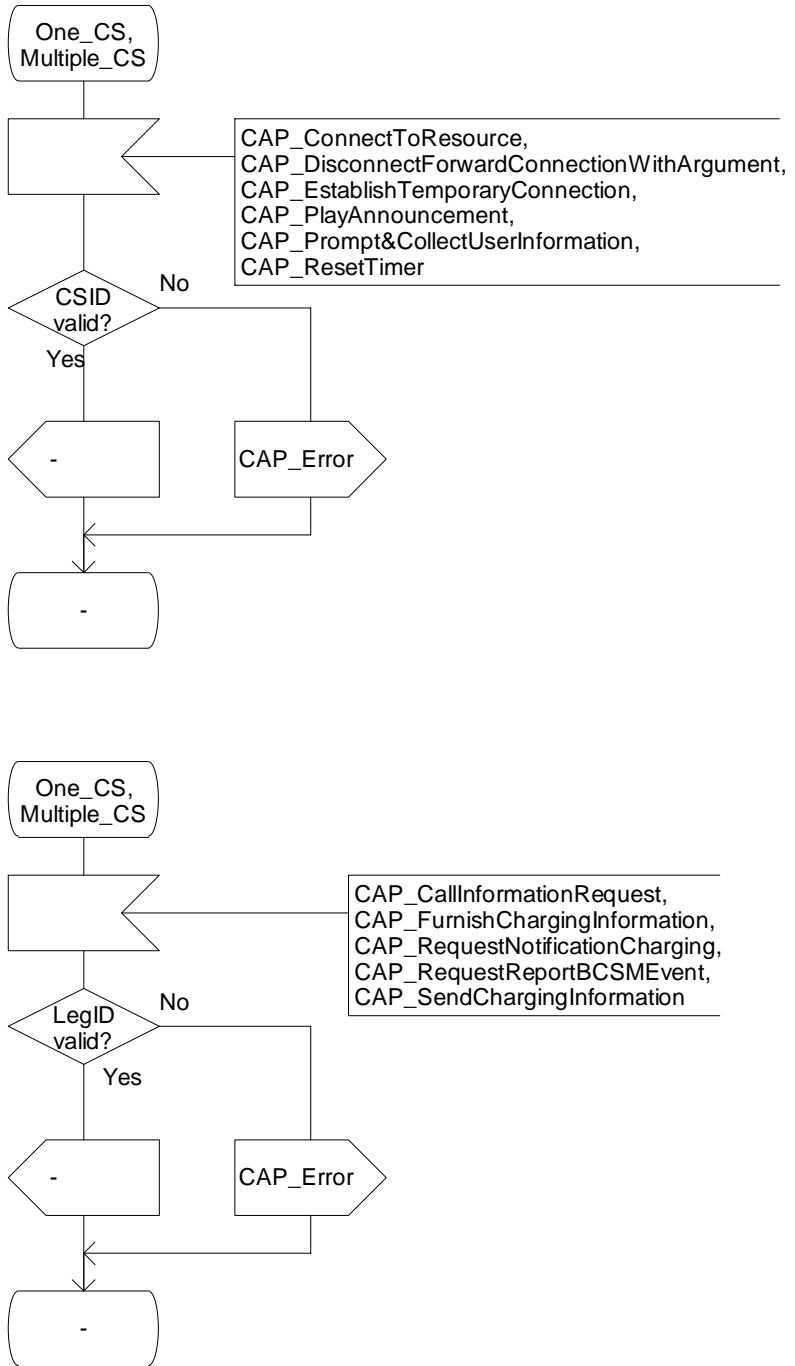 One_CS,
Multiple_CS
CAP_ConnectToResource,
CAP_DisconnectForwardConnectionWithArgument,
CAP_EstablishTemporaryConnection,
CAP_PlayAnnouncement,
CAP_Prompt&CollectUserInformation,
CAP_ResetTimer
CSID
valid?
No
Yes
-
CAP_Error
-
One_CS,
Multiple_CS
CAP_CallInformationRequest,
CAP_FurnishChargingInformation,
CAP_RequestNotificationCharging,
CAP_RequestReportBCSMEvent,
CAP_SendChargingInformation
LegID
valid?
No
Yes
-
CAP_Error
-